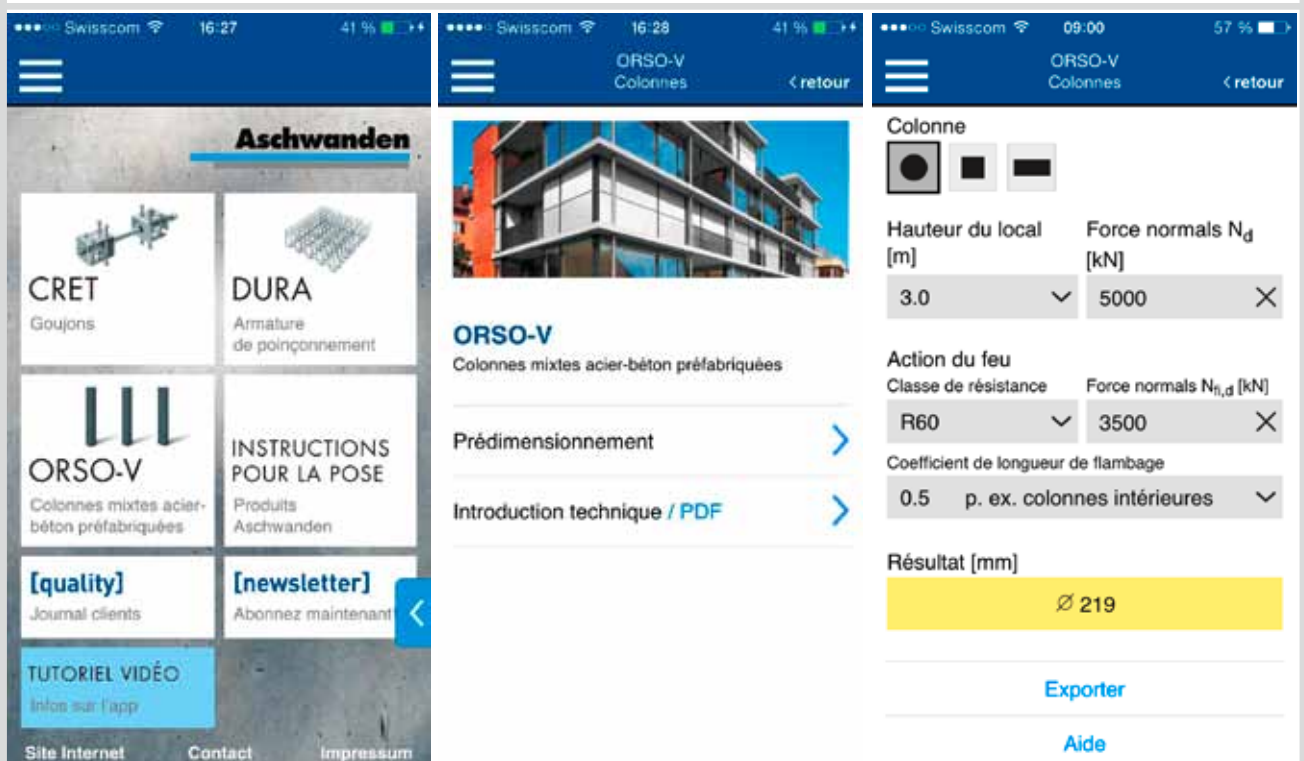 Swisscom 16:27 41 %
Aschwanden
CRET
Goujons
DURA
Armature
de poinçonnement
ORSO-V
Colonnes mixtes acier-
béton préfabriquées
INSTRUCTIONS
POUR LA POSE
Produits
Aschwanden
[quality]
Journal clients
[newsletter]
Abonnez maintenant
TUTORIEL VIDÉO
Infos sur l'app
Site Internet Contact Impressum
Swisscom 16:28 41 %
ORSO-V
Colonnes
< retour
ORSO-V
Colonnes mixtes acier-béton préfabriquées
Prédimensionnement
Introduction technique / PDF
Swisscom 09:00 57 %
ORSO-V
Colonnes
< retour
Colonne
Hauteur du local
[m]
3.0
Force normals Nd
[kN]
5000
Action du feu
Classe de résistance
R60
Force normals Nfi,d [kN]
3500
Coefficient de longueur de flambage
0.5 p. ex. colonnes intérieures
Résultat [mm]
∅ 219
Exporter
Aide